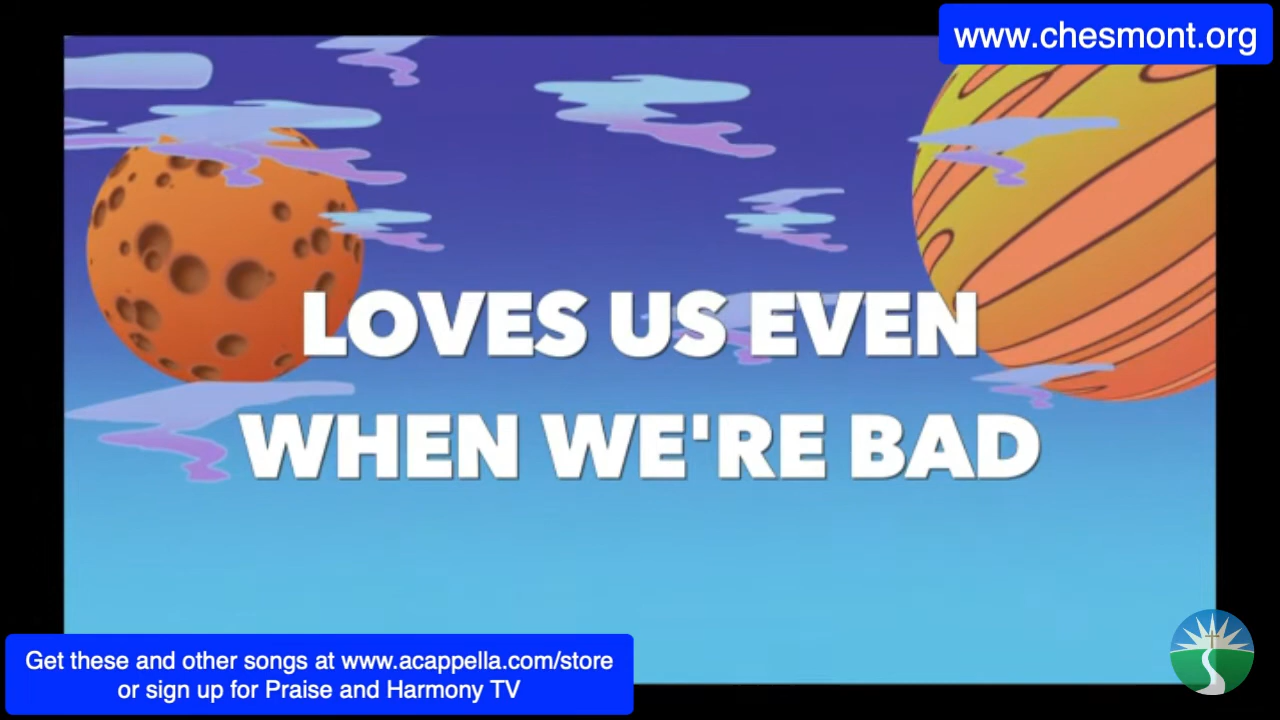 www.chesmont.org
LOVES US EVEN
WHEN WE'RE BAD
Get these and other songs at www.acappella.com/store
or sign up for Praise and Harmony TV